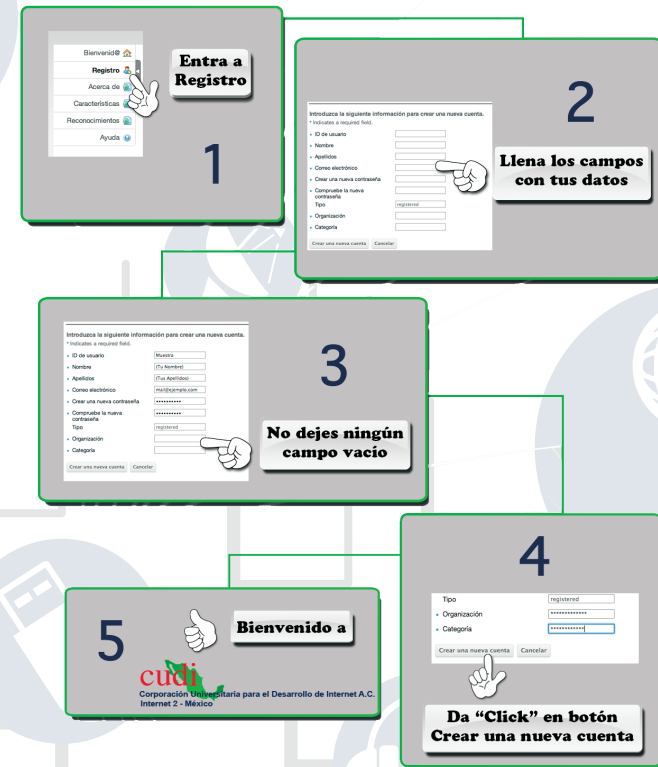 Bienvenid@
Registro
Acerca de
Características
Reconocimientos
Ayuda
Entra a
Registro
1
2
Introduzca la siguiente información para crear una nueva cuenta.
* Indicates a required field.
ID de usuario
Nombre
Apellidos
Correo electrónico
Crear una nueva contraseña
Compruebe la nueva
contraseña
Tipo registered
Organización
Categoría
Crear una nueva cuenta Cancelar
Llena los campos
con tus datos
3
Introduzca la siguiente información para crear una nueva cuenta.
* Indicates a required field.
ID de usuario Muestra
Nombre (Tu Nombre)
Apellidos (Tus Apellidos)
Correo electrónico mail@ejemplo.com
Crear una nueva contraseña ••••••••••
Compruebe la nueva ••••••••••
contraseña
Tipo registered
Organización
Categoría
Crear una nueva cuenta Cancelar
No dejes ningún
campo vacío
4
Tipo registered
Organización *************
Categoría ************
Crear una nueva cuenta Cancelar
Da “Click” en botón
Crear una nueva cuenta
5
Bienvenido a
cudi
Corporación Universitaria para el Desarrollo de Internet A.C.
Internet 2 - México